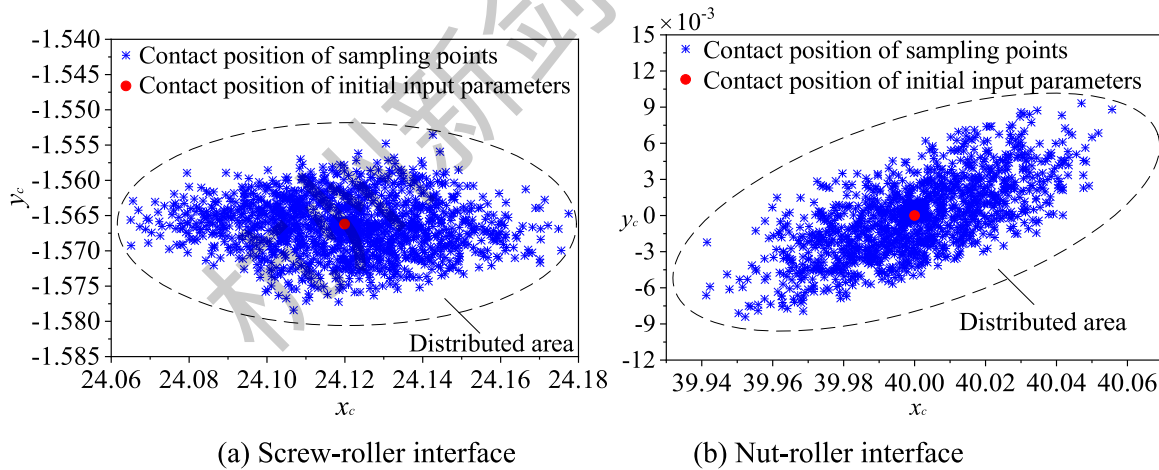 -1.540
-1.545
-1.550
-1.555
-1.560
-1.565
-1.570
-1.575
-1.580
-1.585
y_c
Contact position of sampling points
Contact position of initial input parameters
Distributed area
24.06 24.08 24.10 24.12 24.14 24.16 24.18
x_c
(a) Screw-roller interface
15 ×10⁻³
12
9
6
3
0
-3
-6
-9
-12
y_c
Contact position of sampling points
Contact position of initial input parameters
Distributed area
39.94 39.96 39.98 40.00 40.02 40.04 40.06
x_c
(b) Nut-roller interface
杭州新剑